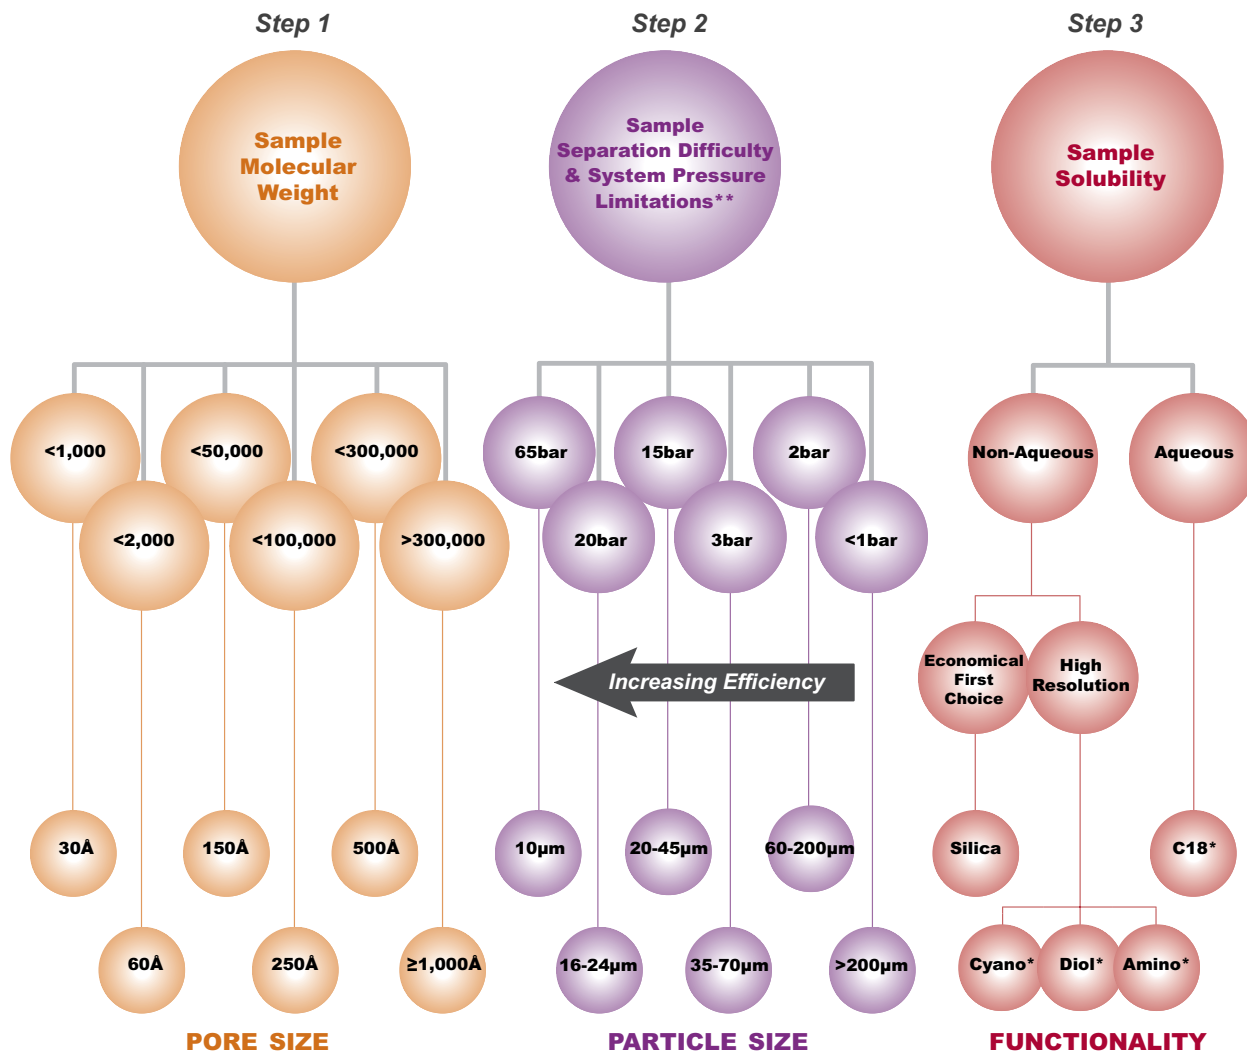 Step 1
Sample
Molecular
Weight
<1,000
<50,000
<300,000
<2,000
<100,000
>300,000
30Å
150Å
500Å
60Å
250Å
≥1,000Å
PORE SIZE
Step 2
Sample
Separation Difficulty
& System Pressure
Limitations**
65bar
15bar
2bar
20bar
3bar
<1bar
Increasing Efficiency
10µm
20-45µm
60-200µm
16-24µm
35-70µm
>200µm
PARTICLE SIZE
Step 3
Sample
Solubility
Non-Aqueous
Aqueous
Economical
First
Choice
High
Resolution
Silica
C18*
Cyano*
Diol*
Amino*
FUNCTIONALITY